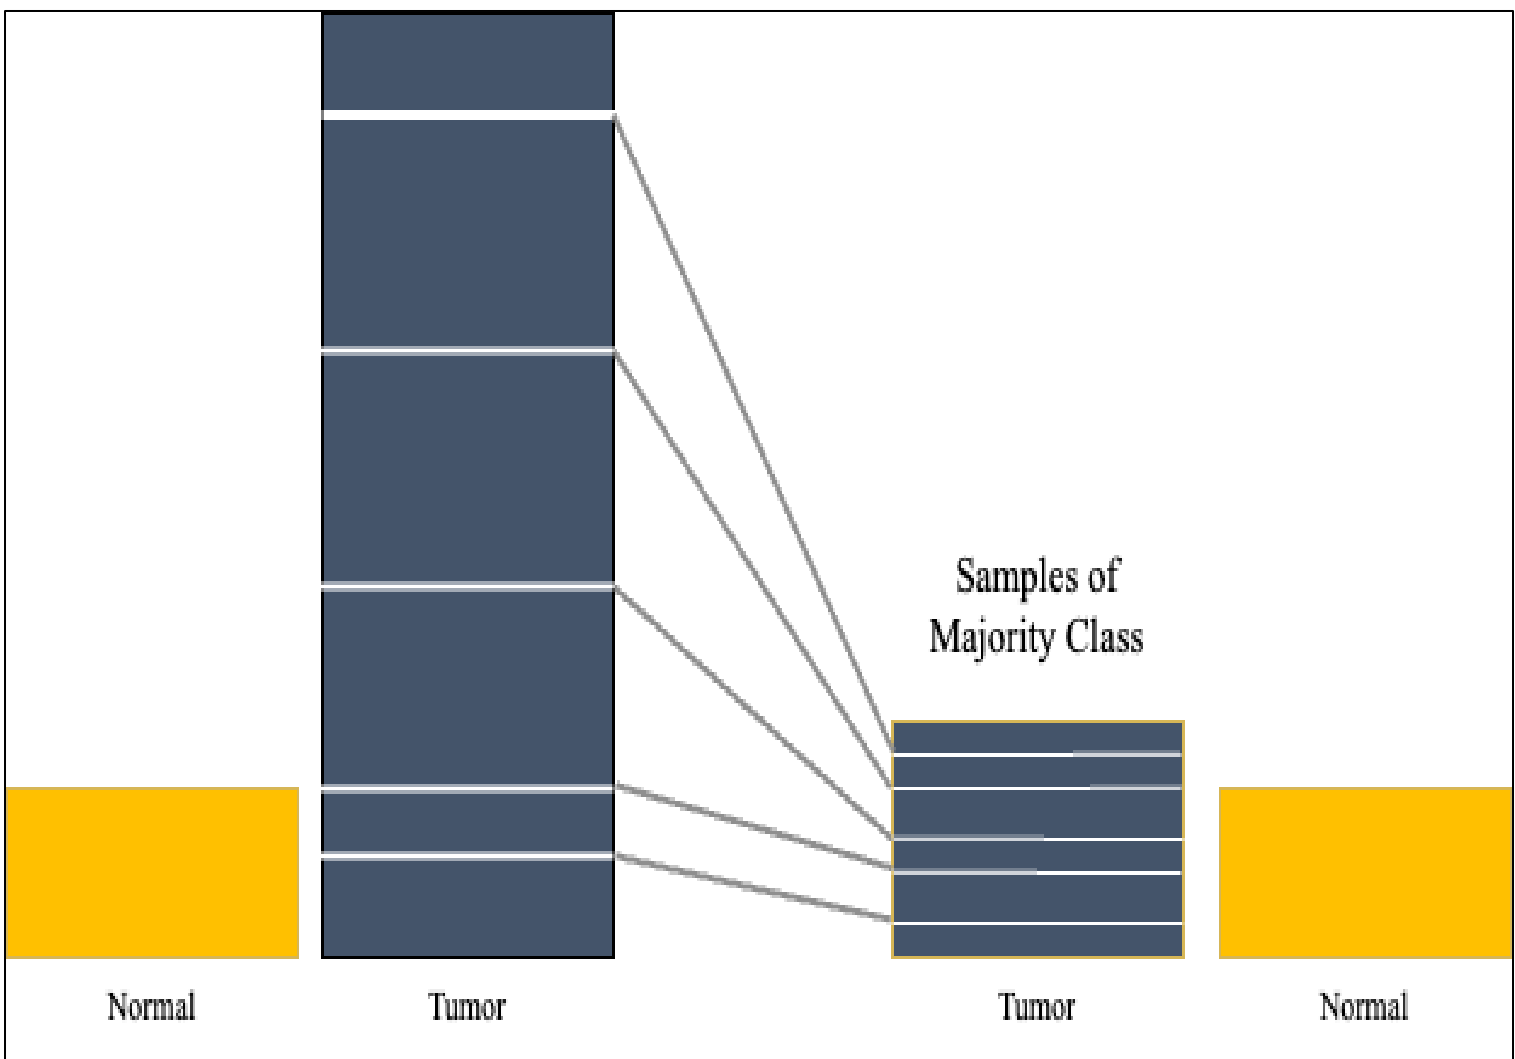 Samples of
Majority Class
Normal
Tumor
Tumor
Normal